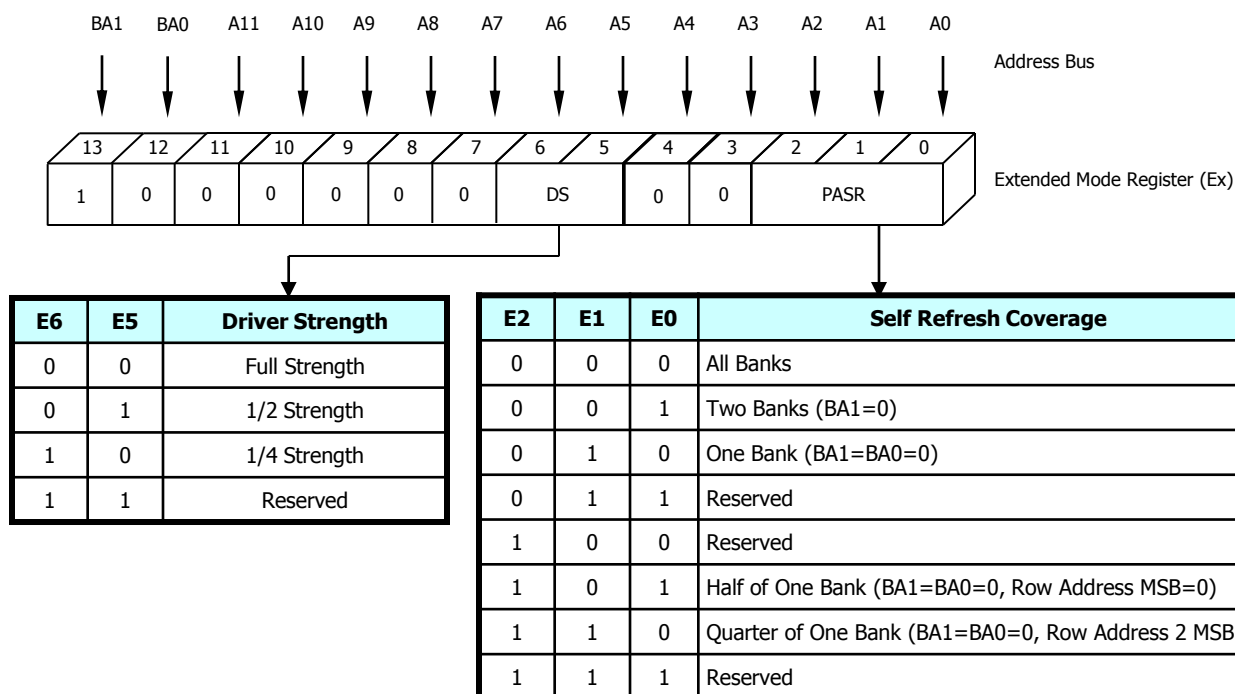 BA1 BA0 A11 A10 A9 A8 A7 A6 A5 A4 A3 A2 A1 A0
Address Bus
13 12 11 10 9 8 7 6 5 4 3 2 1 0
1 0 0 0 0 0 0 DS 0 0 PASR
Extended Mode Register (Ex)
E6 E5 Driver Strength
0 0 Full Strength
0 1 1/2 Strength
1 0 1/4 Strength
1 1 Reserved
E2 E1 E0 Self Refresh Coverage
0 0 0 All Banks
0 0 1 Two Banks (BA1=0)
0 1 0 One Bank (BA1=BA0=0)
0 1 1 Reserved
1 0 0 Reserved
1 0 1 Half of One Bank (BA1=BA0=0, Row Address MSB=0)
1 1 0 Quarter of One Bank (BA1=BA0=0, Row Address 2 MSB
1 1 1 Reserved